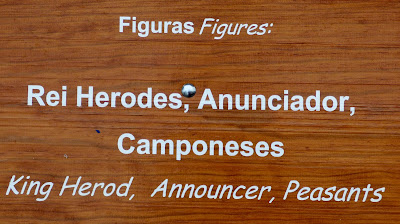 Figuras Figures:
Rei Herodes, Anunciador,
Camponeses
King Herod, Announcer, Peasants